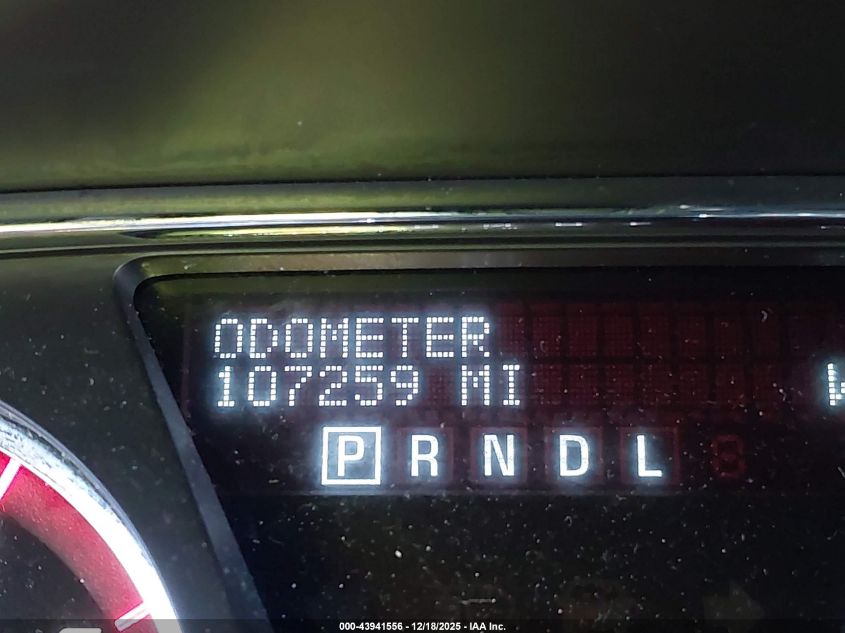 ODOMETER
107259 MI
P R N D L
000-43941556 - 12/18/2025 - IAA Inc.